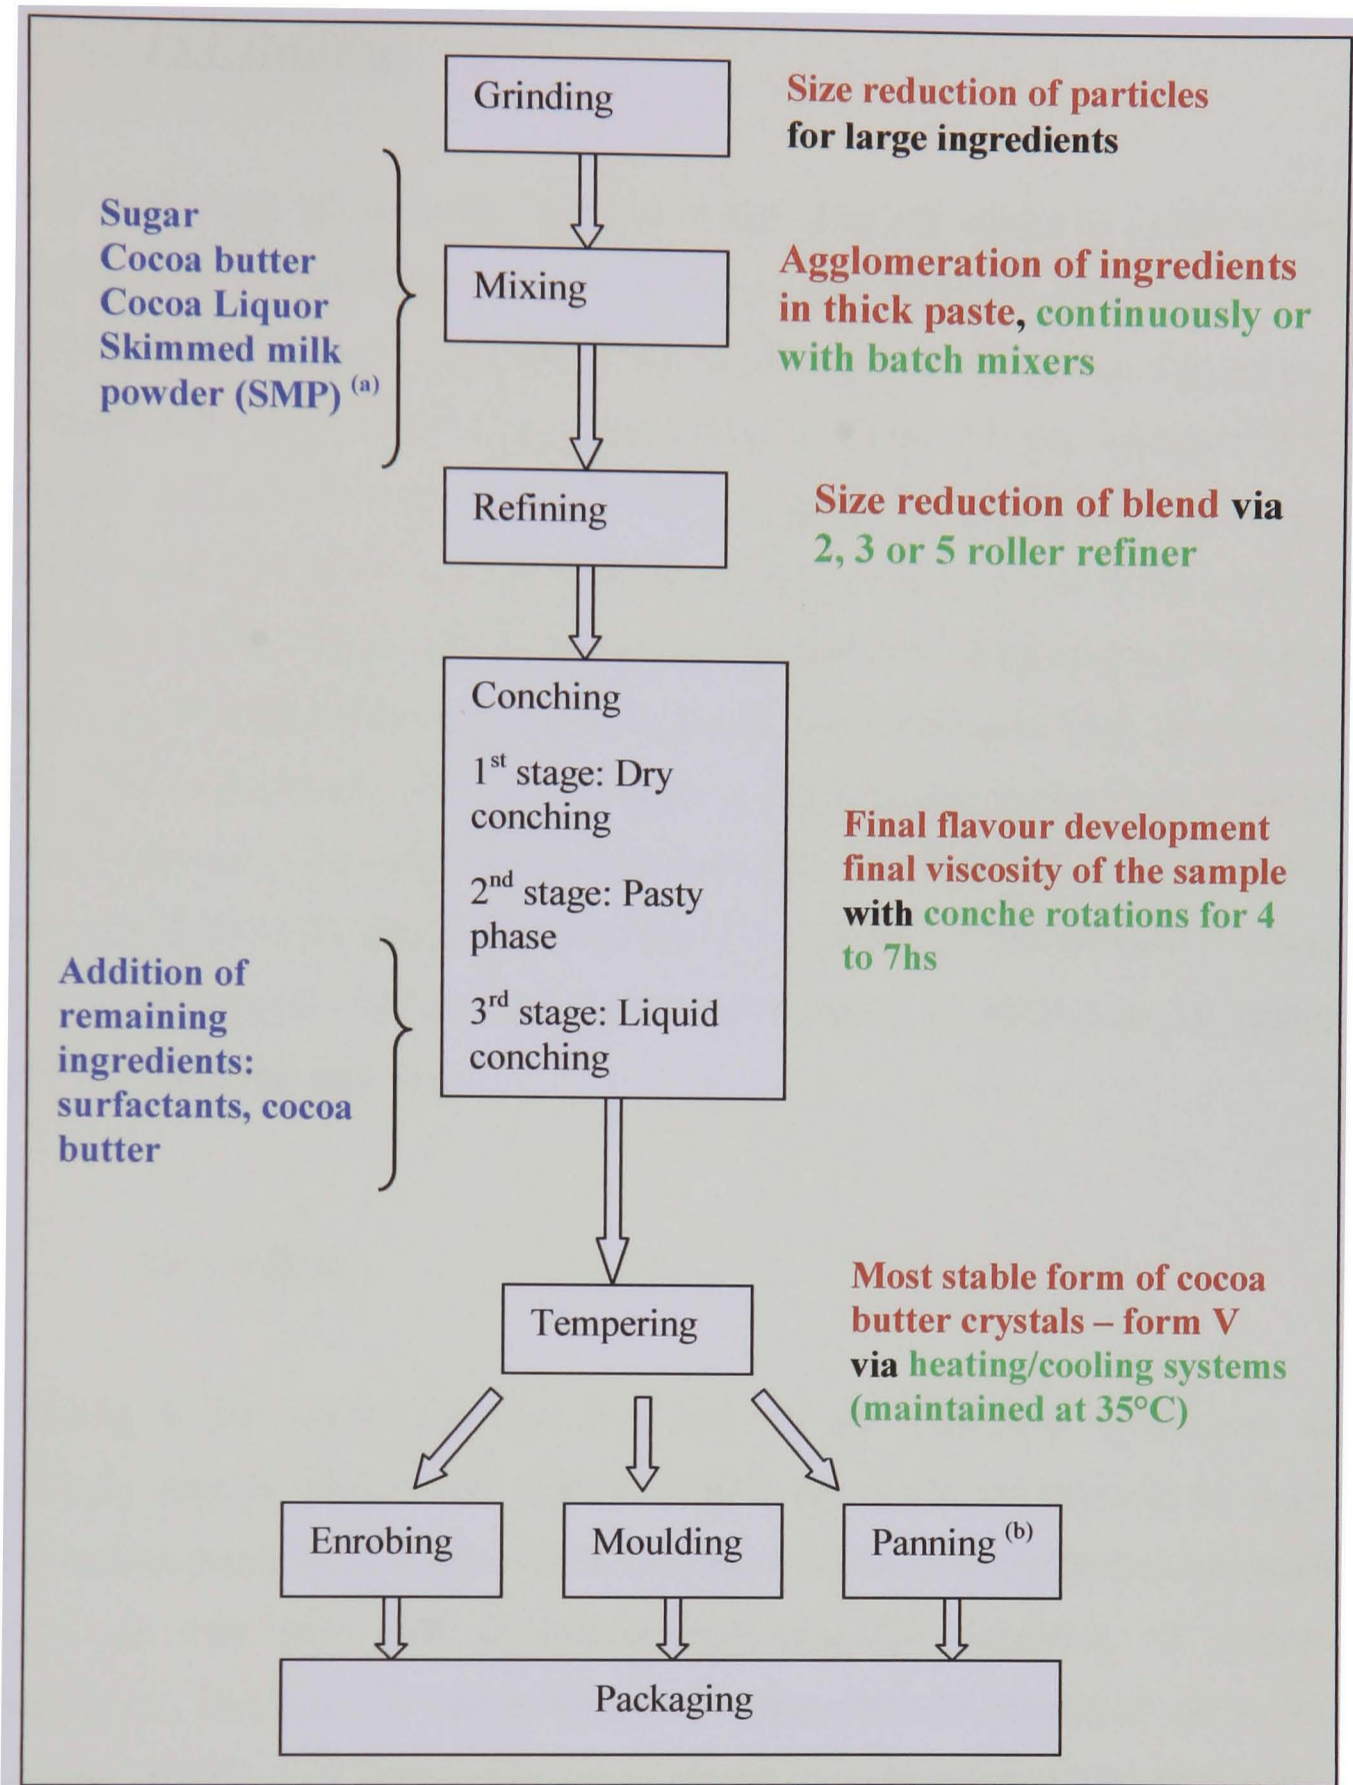 Grinding
Size reduction of particles
for large ingredients
Sugar
Cocoa butter
Cocoa Liquor
Skimmed milk
powder (SMP) (a)
Mixing
Agglomeration of ingredients
in thick paste, continuously or
with batch mixers
Refining
Size reduction of blend via
2, 3 or 5 roller refiner
Conching
1st stage: Dry
conching
2nd stage: Pasty
phase
3rd stage: Liquid
conching
Final flavour development
final viscosity of the sample
with conche rotations for 4
to 7hs
Addition of
remaining
ingredients:
surfactants, cocoa
butter
Tempering
Most stable form of cocoa
butter crystals – form V
via heating/cooling systems
(maintained at 35°C)
Enrobing
Moulding
Panning (b)
Packaging